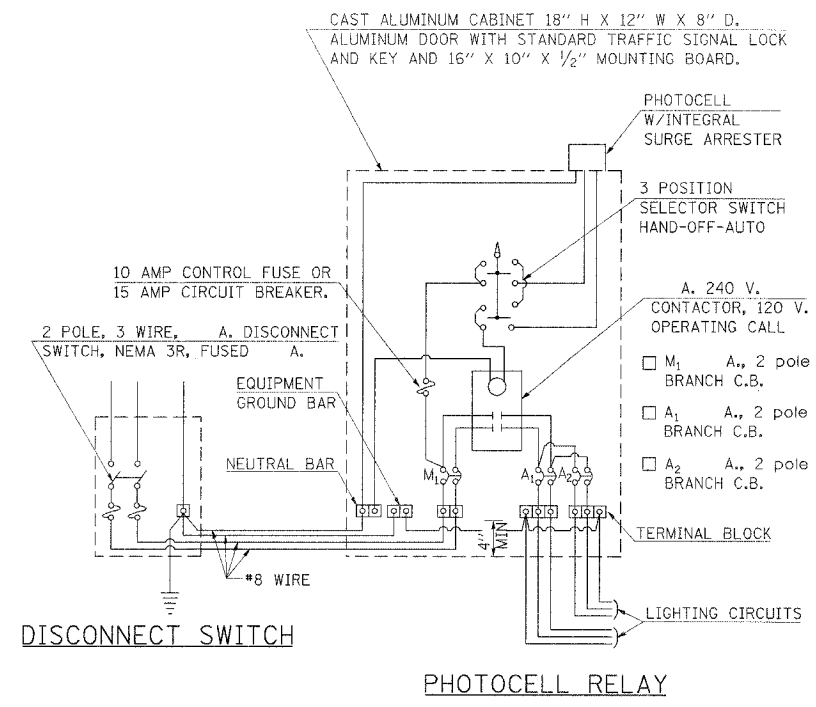 CAST ALUMINUM CABINET 18" H X 12" W X 8" D.
ALUMINUM DOOR WITH STANDARD TRAFFIC SIGNAL LOCK
AND KEY AND 16" X 10" X 1/2" MOUNTING BOARD.
PHOTOCELL
W/INTEGRAL
SURGE ARRESTER
3 POSITION
SELECTOR SWITCH
HAND-OFF-AUTO
10 AMP CONTROL FUSE OR
15 AMP CIRCUIT BREAKER.
A. 240 V.
CONTACTOR, 120 V.
OPERATING CALL
2 POLE, 3 WIRE, A. DISCONNECT
SWITCH, NEMA 3R, FUSED A.
M₁ A., 2 pole
BRANCH C.B.
EQUIPMENT
GROUND BAR
A₁ A., 2 pole
BRANCH C.B.
NEUTRAL BAR
M₁
A₁
A₂
A₂ A., 2 pole
BRANCH C.B.
4" MIN
TERMINAL BLOCK
#8 WIRE
LIGHTING CIRCUITS
DISCONNECT SWITCH
PHOTOCELL RELAY